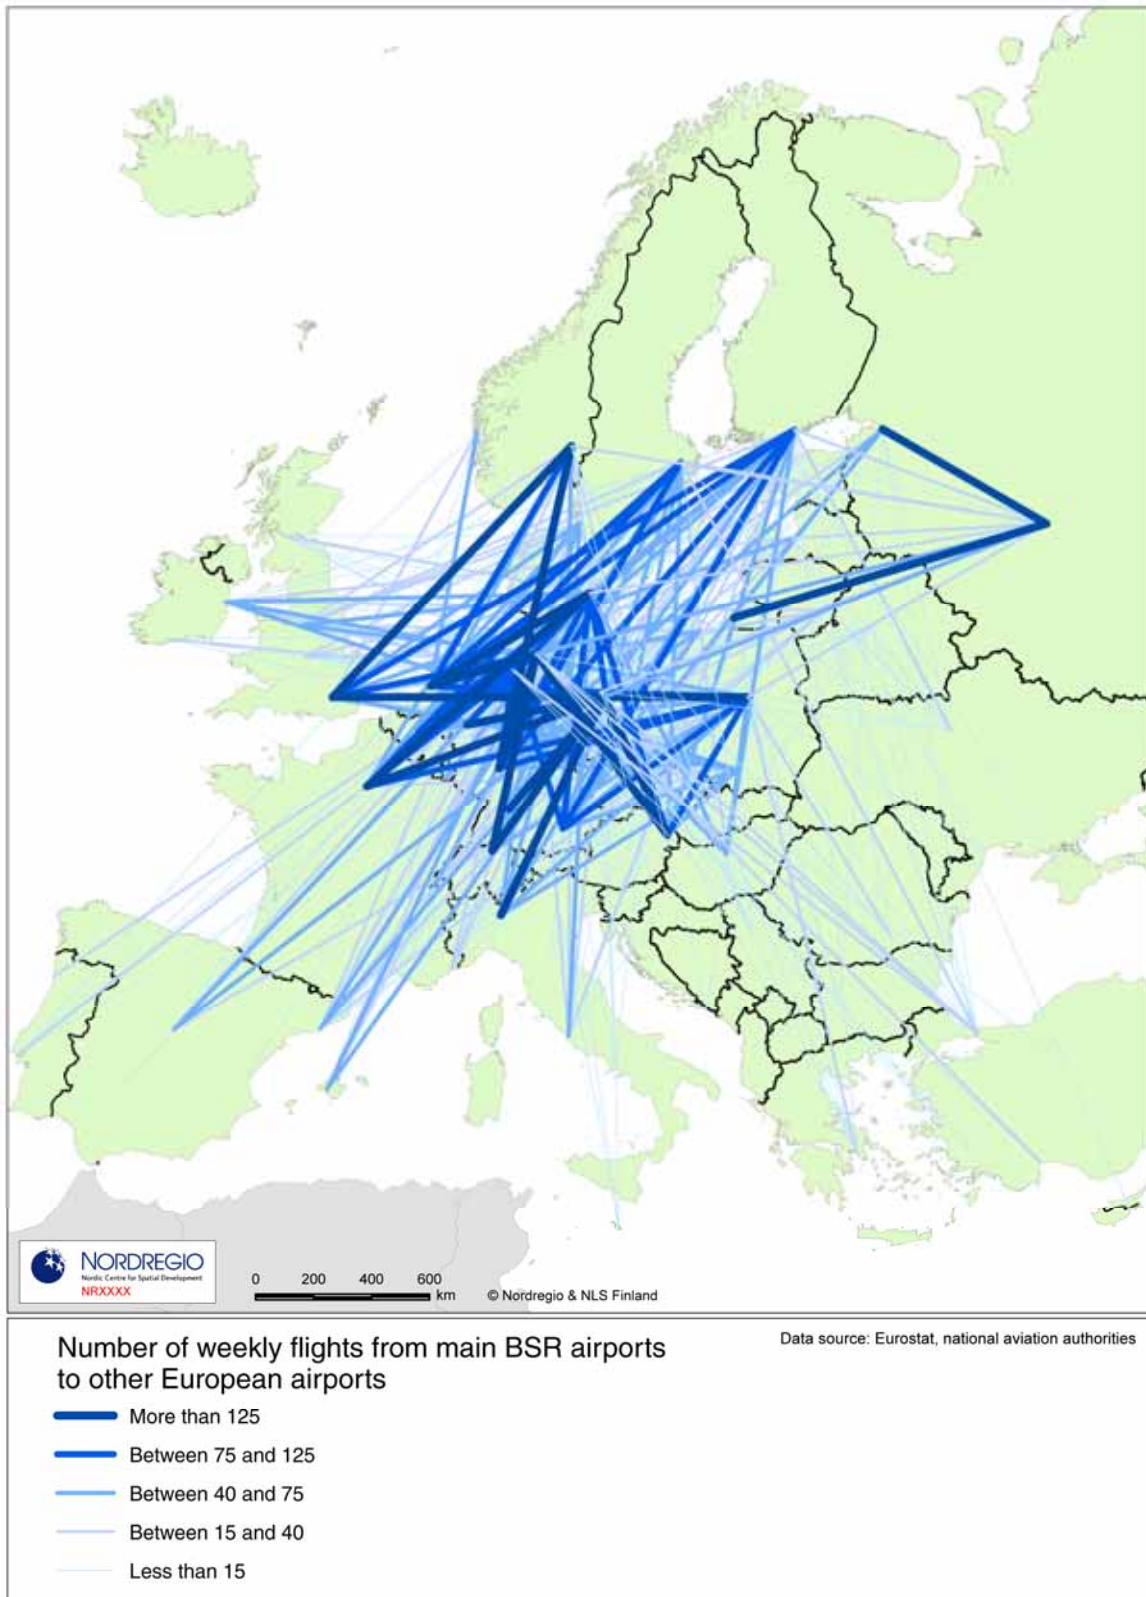 NORDREGIO
Nordic Centre for Spatial Development
NRXXXX
0 200 400 600
km
© Nordregio & NLS Finland
Number of weekly flights from main BSR airports
to other European airports
Data source: Eurostat, national aviation authorities
More than 125
Between 75 and 125
Between 40 and 75
Between 15 and 40
Less than 15